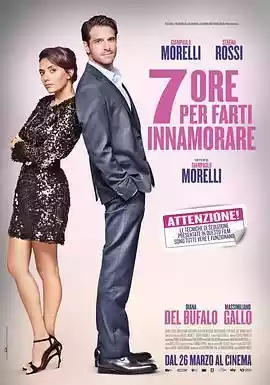 GIAMPAOLO
MORELLI
SERENA
ROSSI
7 ORE
PER FARTI
INNAMORARE
UN FILM DI
GIAMPAOLO
MORELLI
ATTENZIONE!
LE TECNICHE DI SEDUZIONE
PRESENTATE IN QUESTO FILM
SONO TUTTE VERE E FUNZIONANO
DIANA
DEL BUFALO
MASSIMILIANO
GALLO
DAL 26 MARZO AL CINEMA